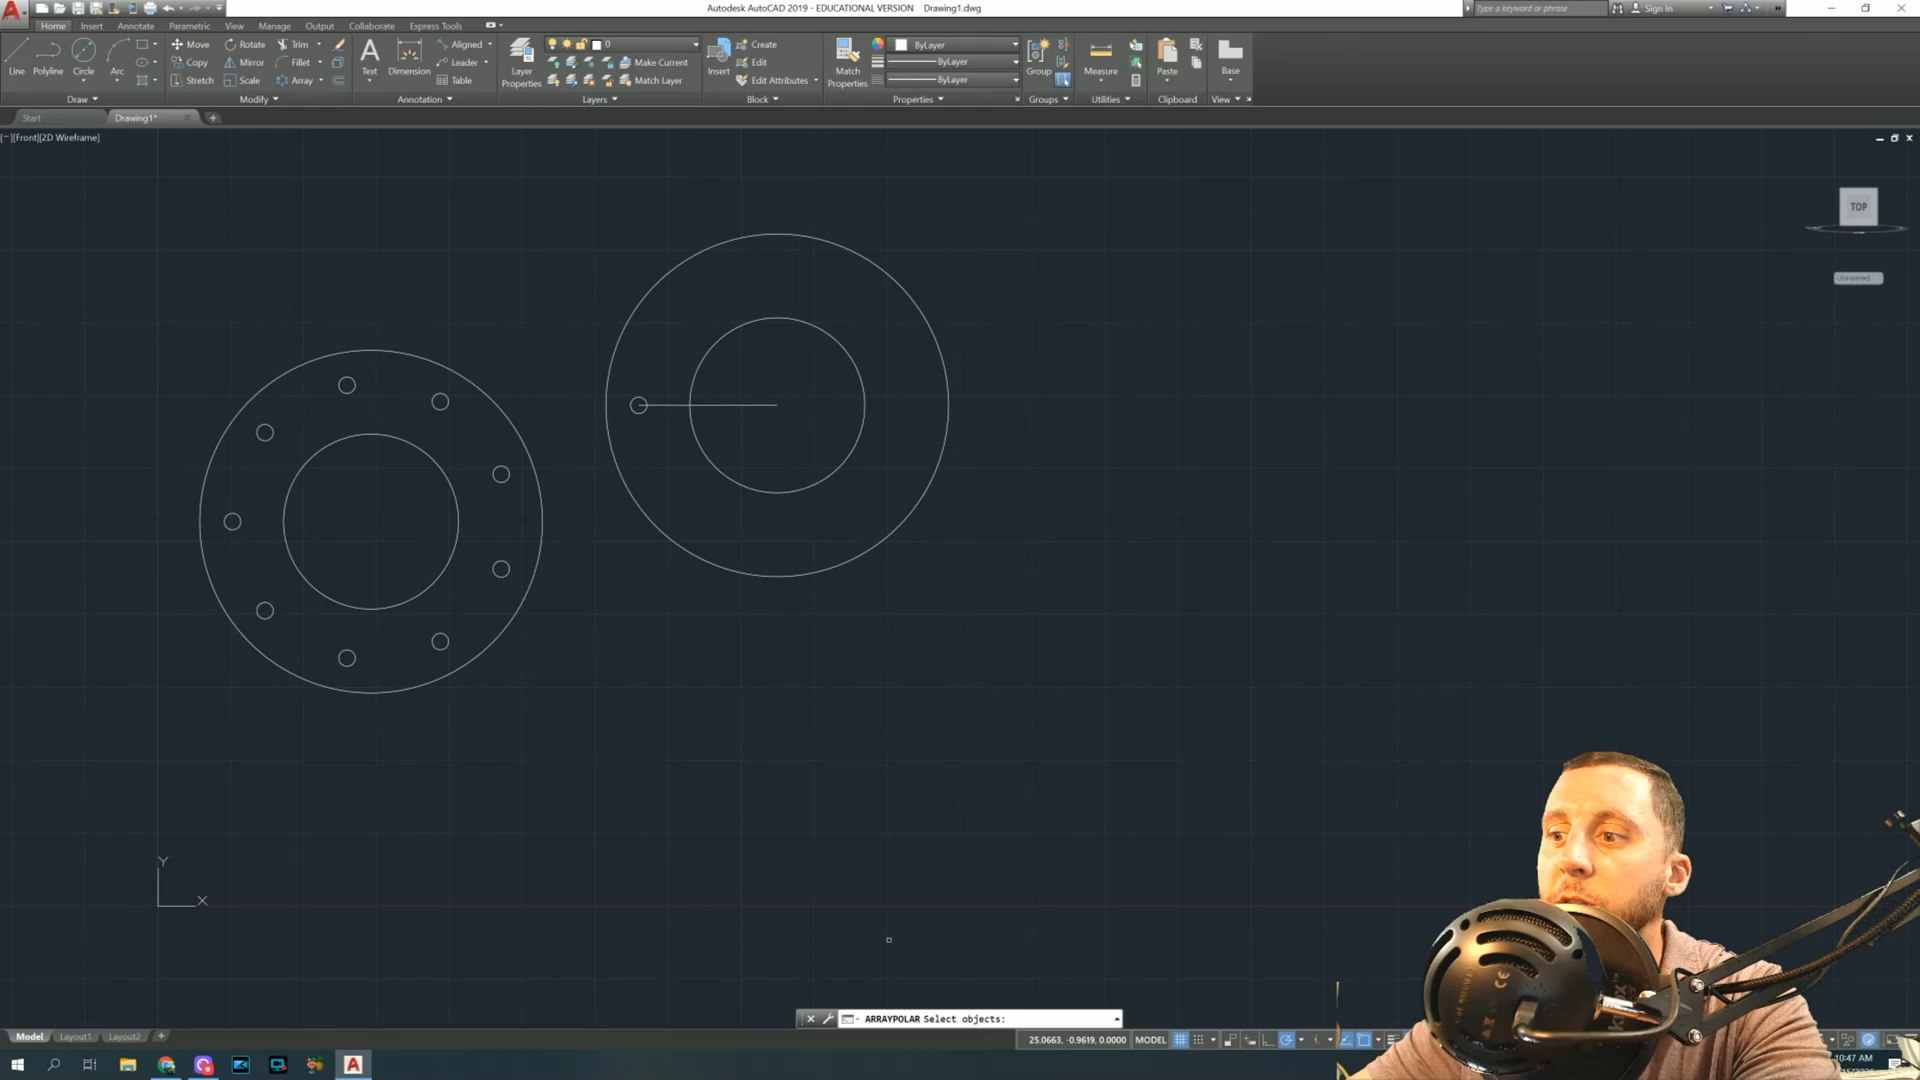 Autodesk AutoCAD 2019 - EDUCATIONAL VERSION Drawing1.dwg
Type a keyword or phrase
Sign In
Home Insert Annotate Parametric View Manage Output Collaborate Express Tools
Line Polyline Circle Arc
Move Rotate Trim
Copy Mirror Fillet
Stretch Scale Array
Text Dimension
Aligned
Leader
Table
Layer Properties
0
Make Current
Match Layer
Insert
Create
Edit
Edit Attributes
Match Properties
ByLayer
ByLayer
ByLayer
Group
Measure
Paste
Base
Draw Modify Annotation Layers Block Properties Groups Utilities Clipboard View
Start Drawing1*
[−][Front][2D Wireframe]
TOP
Unnamed
Y
X
ARRAYPOLAR Select objects:
Model Layout1 Layout2
25.0663, -0.9619, 0.0000 MODEL
10:47 AM